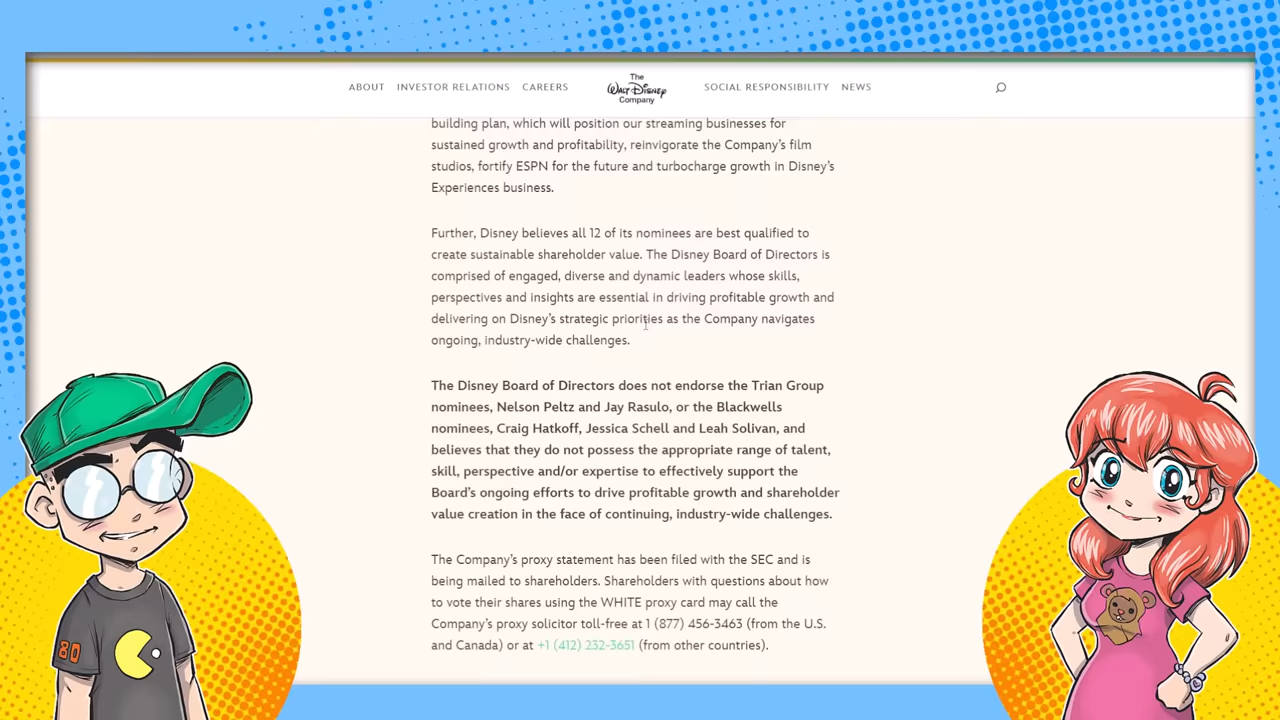 ABOUT INVESTOR RELATIONS CAREERS The Walt Disney Company SOCIAL RESPONSIBILITY NEWS
building plan, which will position our streaming businesses for
sustained growth and profitability, reinvigorate the Company's film
studios, fortify ESPN for the future and turbocharge growth in Disney's
Experiences business.
Further, Disney believes all 12 of its nominees are best qualified to
create sustainable shareholder value. The Disney Board of Directors is
comprised of engaged, diverse and dynamic leaders whose skills,
perspectives and insights are essential in driving profitable growth and
delivering on Disney's strategic priorities as the Company navigates
ongoing, industry-wide challenges.
The Disney Board of Directors does not endorse the Trian Group
nominees, Nelson Peltz and Jay Rasulo, or the Blackwells
nominees, Craig Hatkoff, Jessica Schell and Leah Solivan, and
believes that they do not possess the appropriate range of talent,
skill, perspective and/or expertise to effectively support the
Board's ongoing efforts to drive profitable growth and shareholder
value creation in the face of continuing, industry-wide challenges.
The Company's proxy statement has been filed with the SEC and is
being mailed to shareholders. Shareholders with questions about how
to vote their shares using the WHITE proxy card may call the
Company's proxy solicitor toll-free at 1 (877) 456-3463 (from the U.S.
and Canada) or at +1 (412) 232-3651 (from other countries).
80